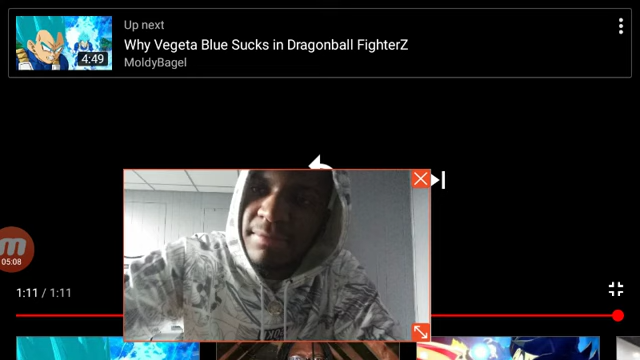 Up next
Why Vegeta Blue Sucks in Dragonball FighterZ
4:49
MoldyBagel
05:08
1:11 / 1:11